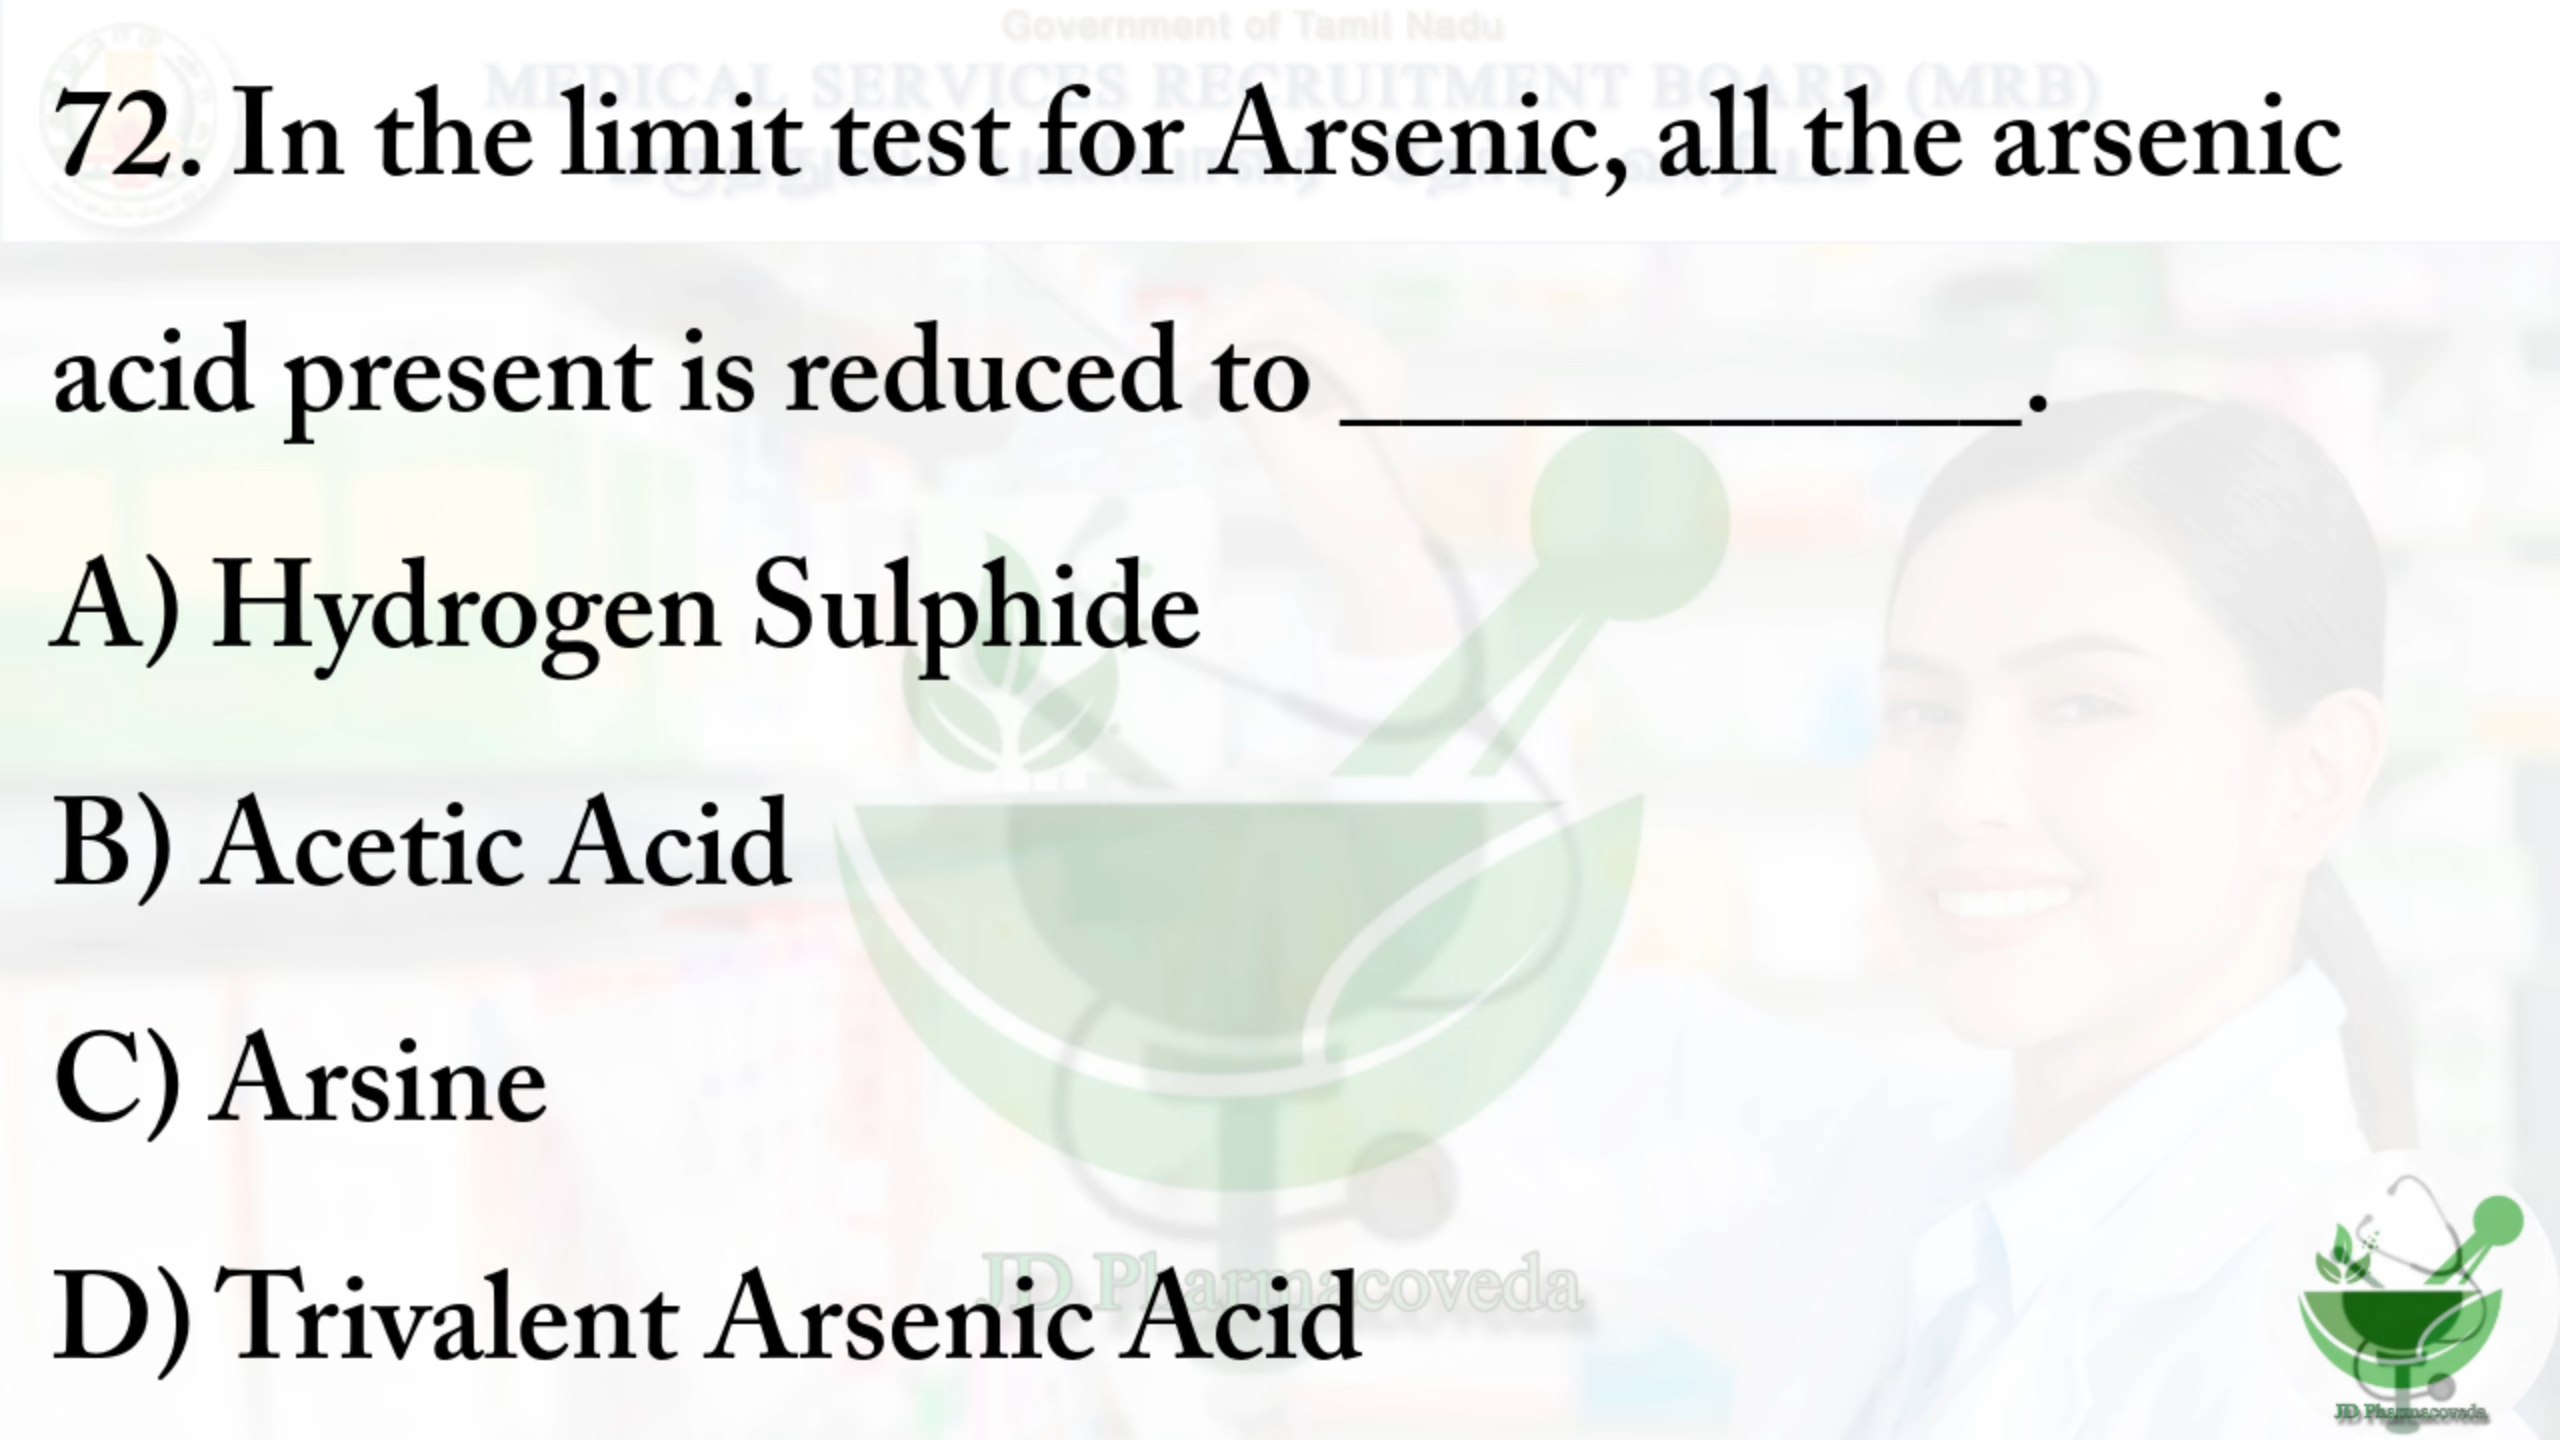 Government of Tamil Nadu
MEDICAL SERVICES RECRUITMENT BOARD (MRB)
72. In the limit test for Arsenic, all the arsenic
acid present is reduced to ____________.
A) Hydrogen Sulphide
B) Acetic Acid
C) Arsine
D) Trivalent Arsenic Acid
JD Pharmacoveda
JD Pharmacoveda